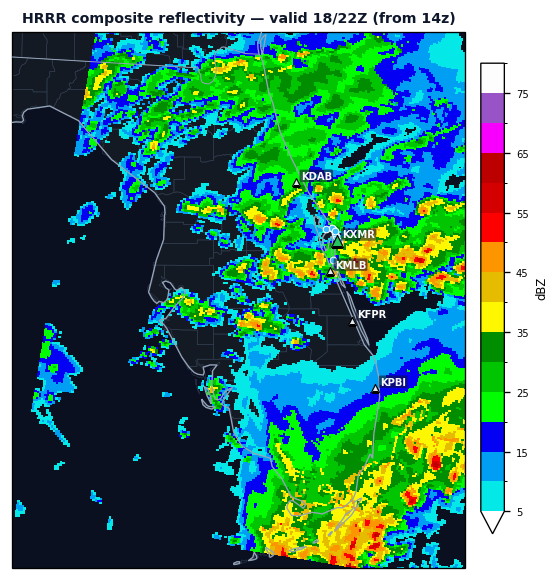 HRRR composite reflectivity — valid 18/22Z (from 14z)
KDAB
KXMR
KMLB
KFPR
KPBI
75
65
55
45
35
25
15
5
dBZ